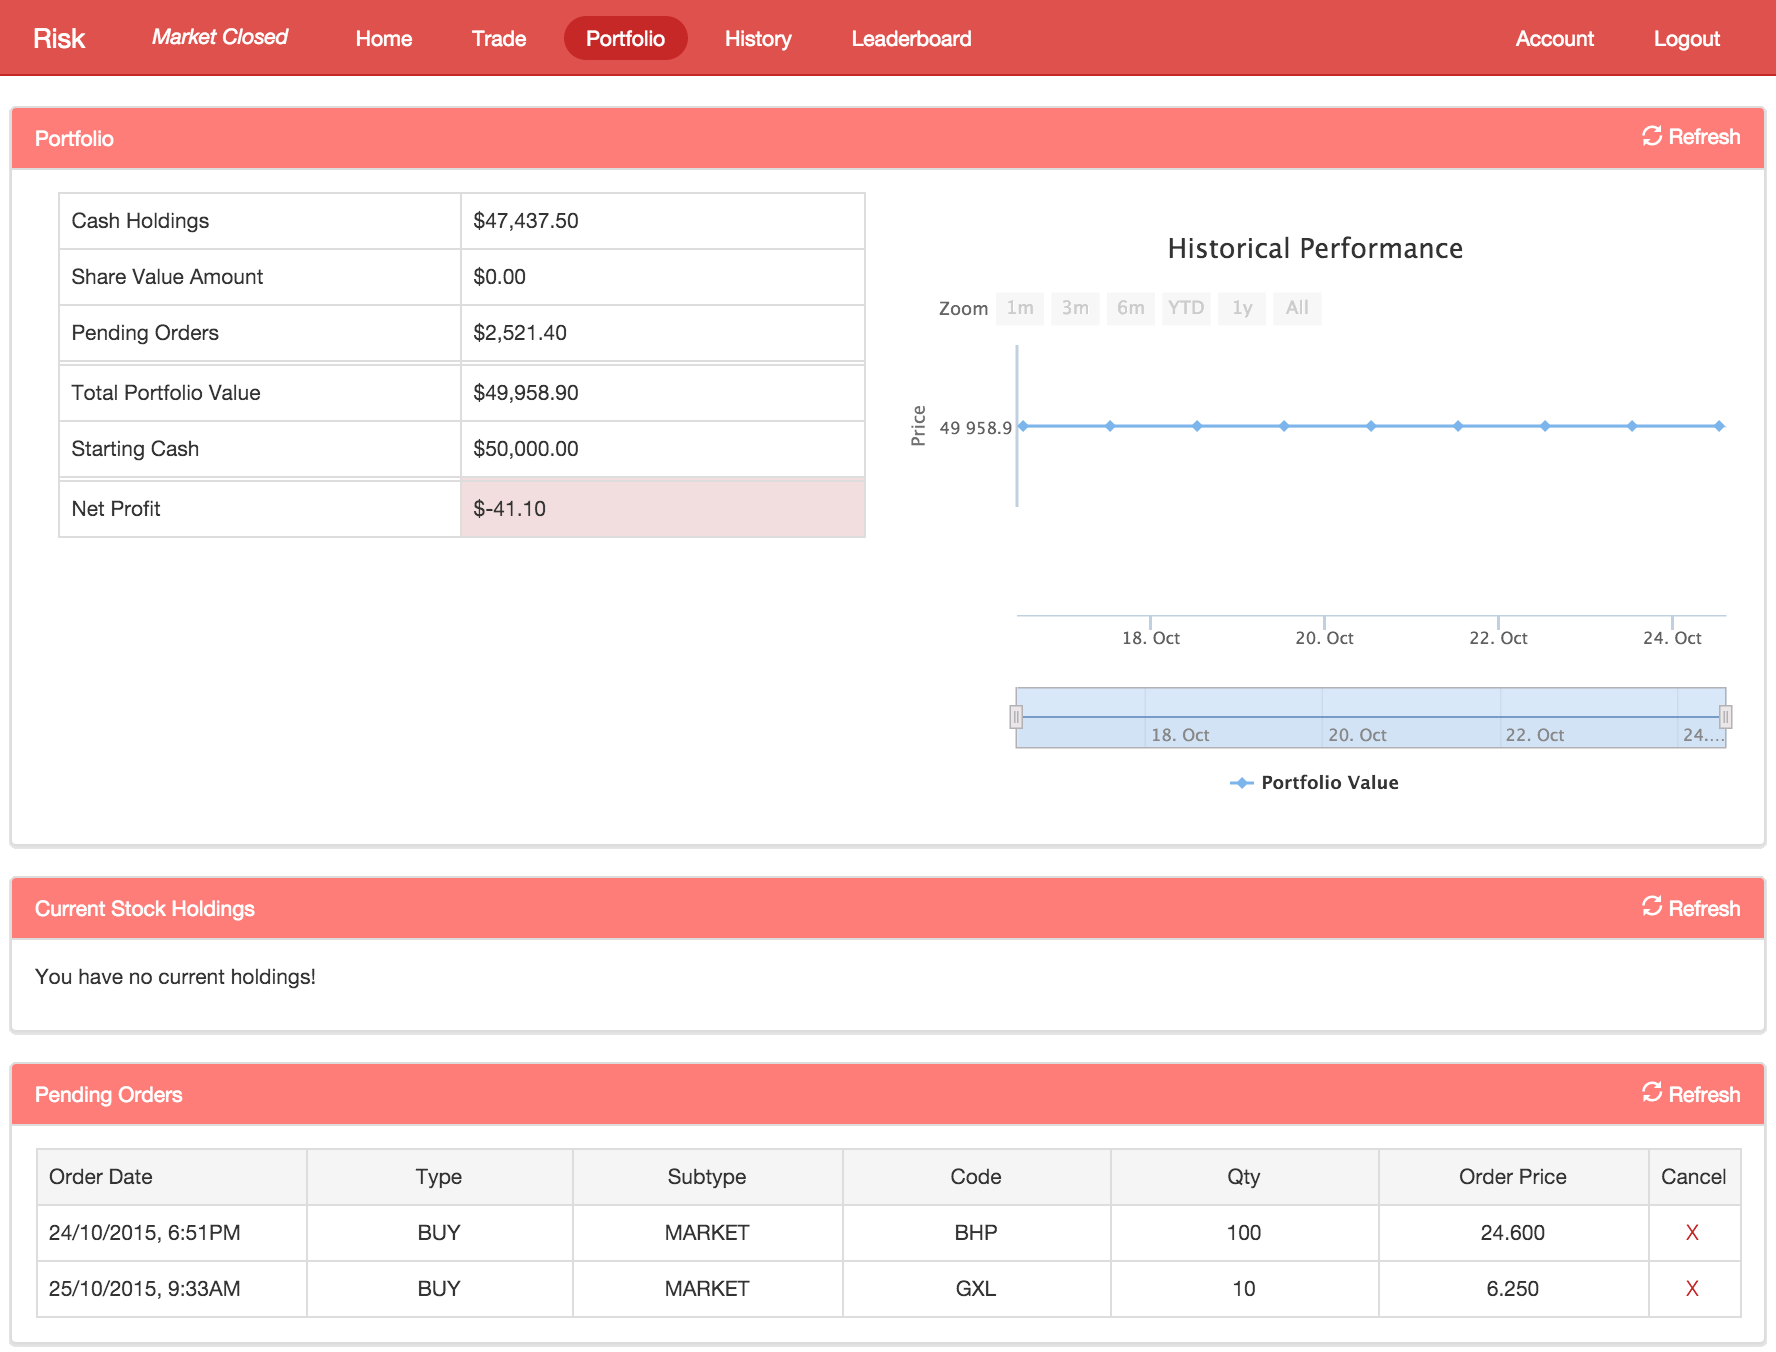 Risk Market Closed Home Trade Portfolio History Leaderboard Account Logout
Portfolio Refresh
Cash Holdings $47,437.50
Share Value Amount $0.00
Pending Orders $2,521.40
Total Portfolio Value $49,958.90
Starting Cash $50,000.00
Net Profit $-41.10
Historical Performance
Zoom 1m 3m 6m YTD 1y All
Price
49 958.9
18. Oct 20. Oct 22. Oct 24. Oct
18. Oct 20. Oct 22. Oct 24....
Portfolio Value
Current Stock Holdings Refresh
You have no current holdings!
Pending Orders Refresh
Order Date Type Subtype Code Qty Order Price Cancel
24/10/2015, 6:51PM BUY MARKET BHP 100 24.600 X
25/10/2015, 9:33AM BUY MARKET GXL 10 6.250 X